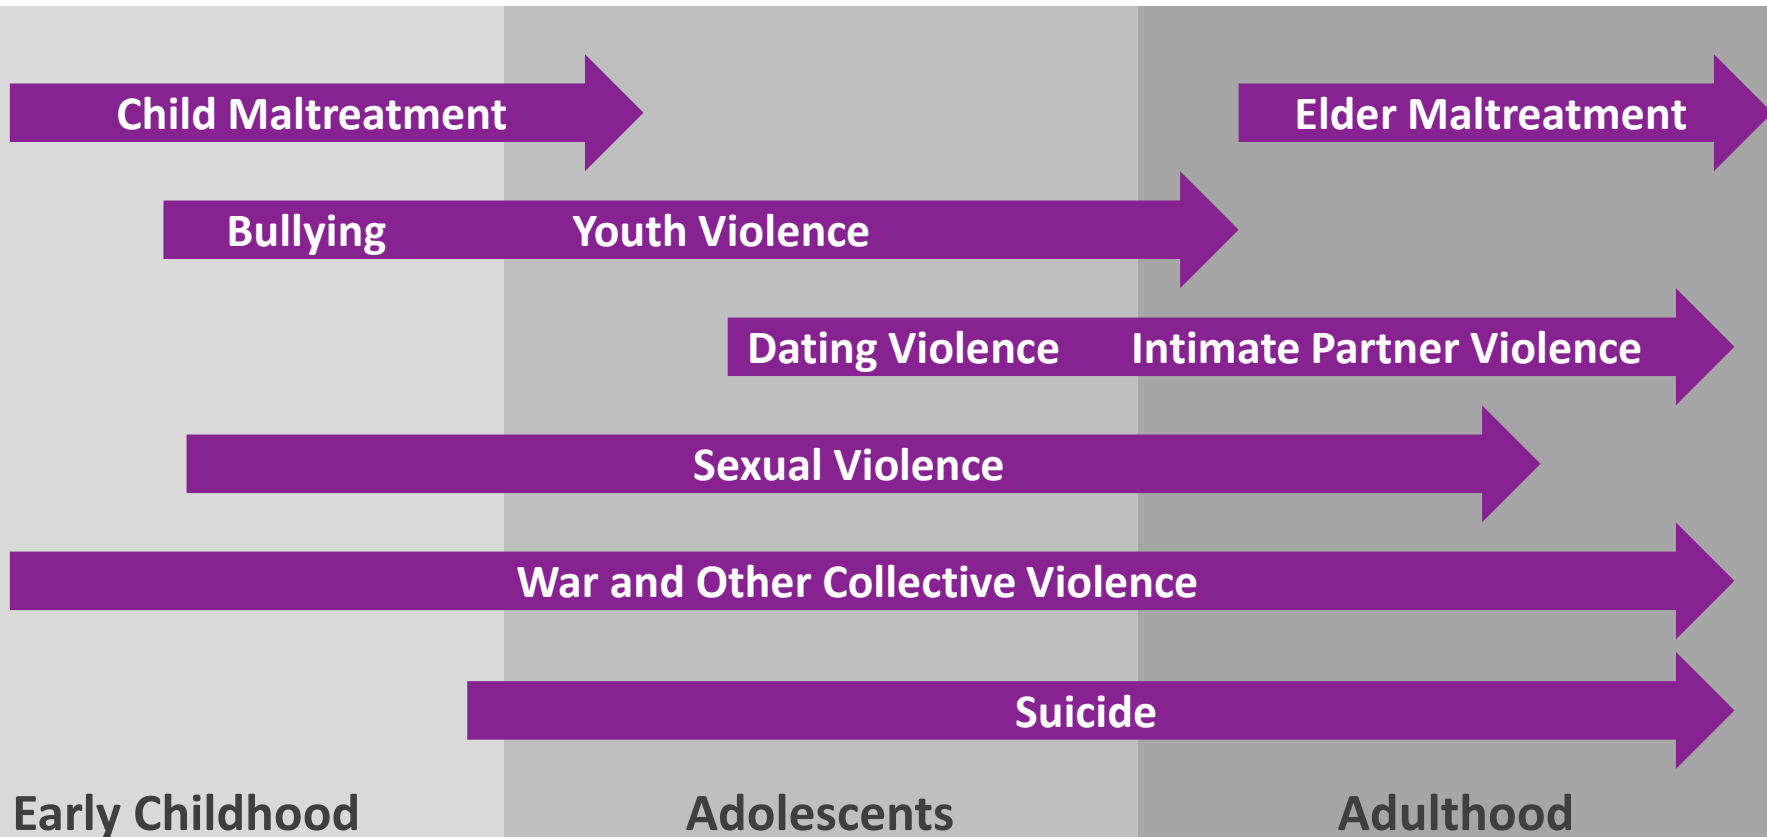 Child Maltreatment
Elder Maltreatment
Bullying
Youth Violence
Dating Violence
Intimate Partner Violence
Sexual Violence
War and Other Collective Violence
Suicide
Early Childhood
Adolescents
Adulthood